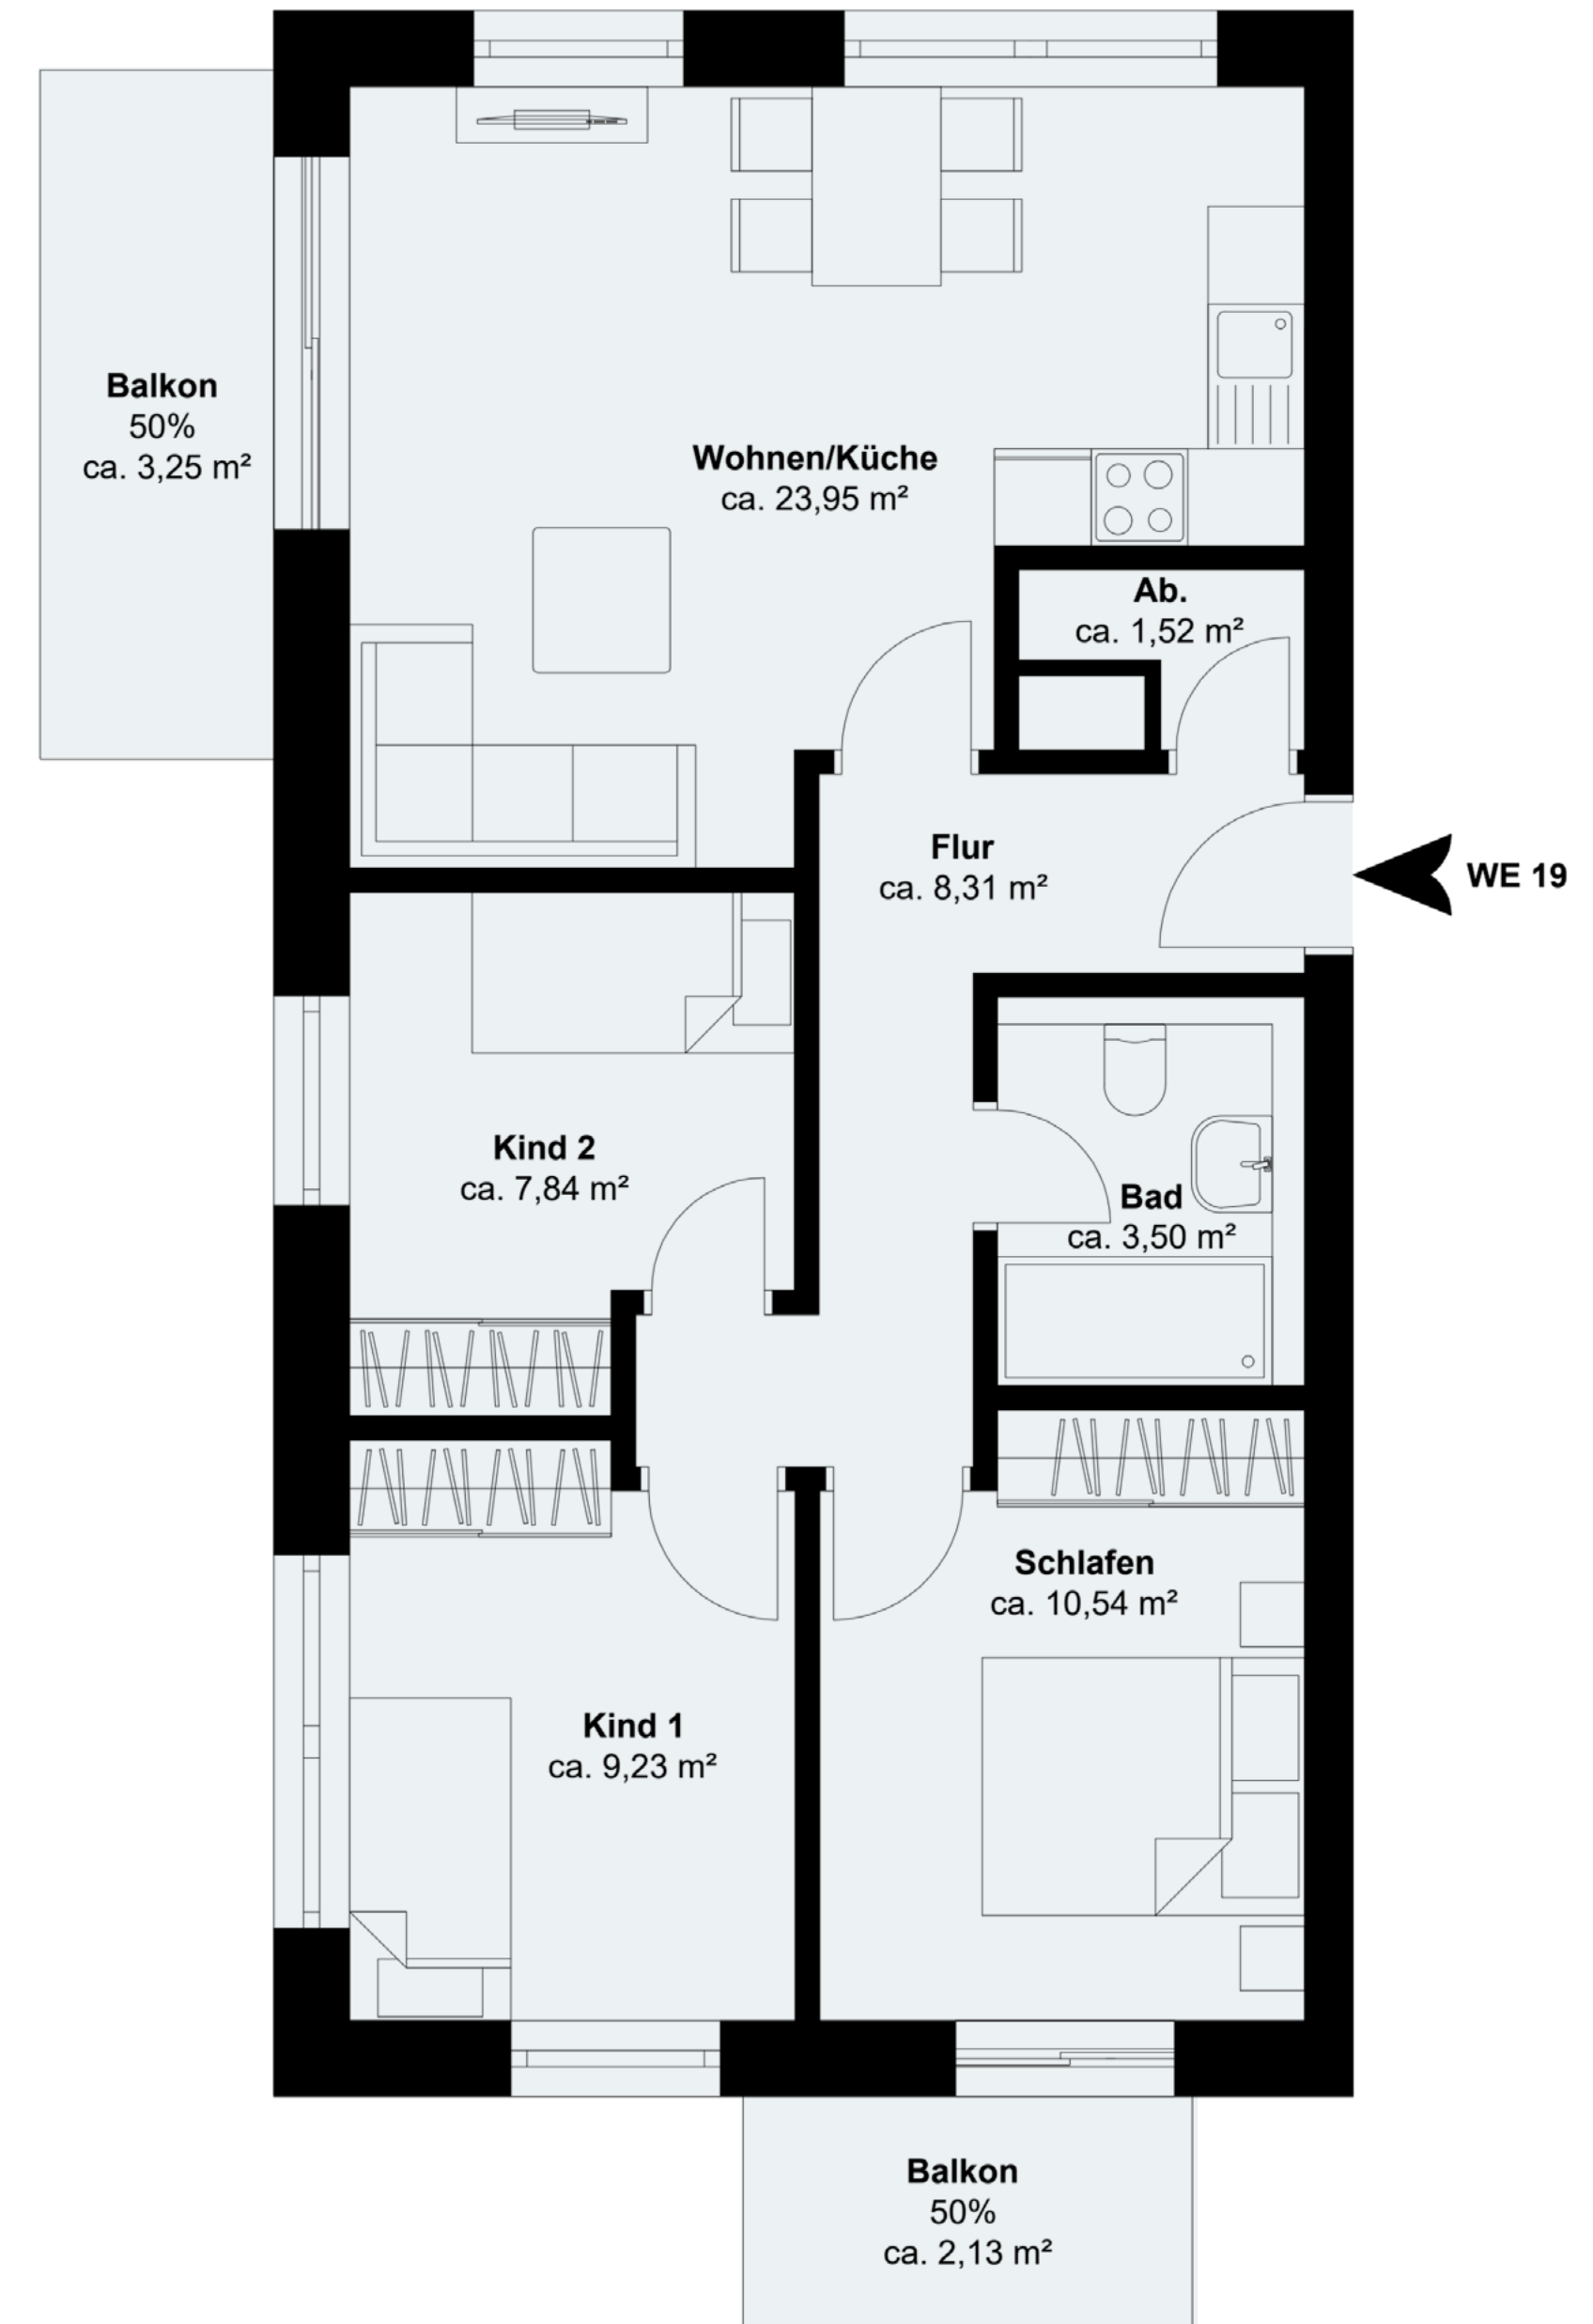 Balkon
50%
ca. 3,25 m²
Wohnen/Küche
ca. 23,95 m²
Ab.
ca. 1,52 m²
Flur
ca. 8,31 m²
WE 19
Kind 2
ca. 7,84 m²
Bad
ca. 3,50 m²
Schlafen
ca. 10,54 m²
Kind 1
ca. 9,23 m²
Balkon
50%
ca. 2,13 m²